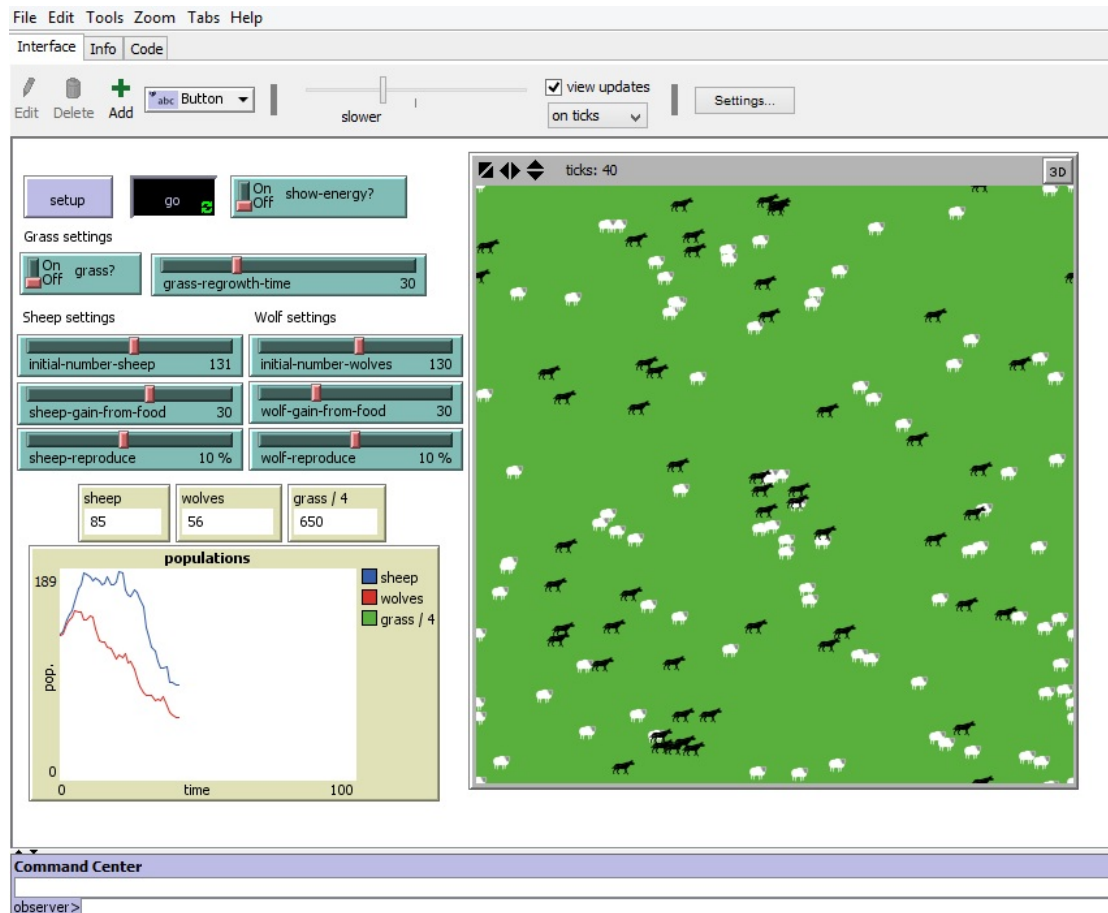 File Edit Tools Zoom Tabs Help
Interface Info Code
Edit Delete Add abc Button slower view updates on ticks Settings...
ticks: 40 3D
setup go On Off show-energy?
Grass settings
On Off grass? grass-regrowth-time 30
Sheep settings Wolf settings
initial-number-sheep 131 initial-number-wolves 130
sheep-gain-from-food 30 wolf-gain-from-food 30
sheep-reproduce 10 % wolf-reproduce 10 %
sheep wolves grass / 4
85 56 650
populations
189
pop.
0
0 time 100
sheep
wolves
grass / 4
Command Center
observer>